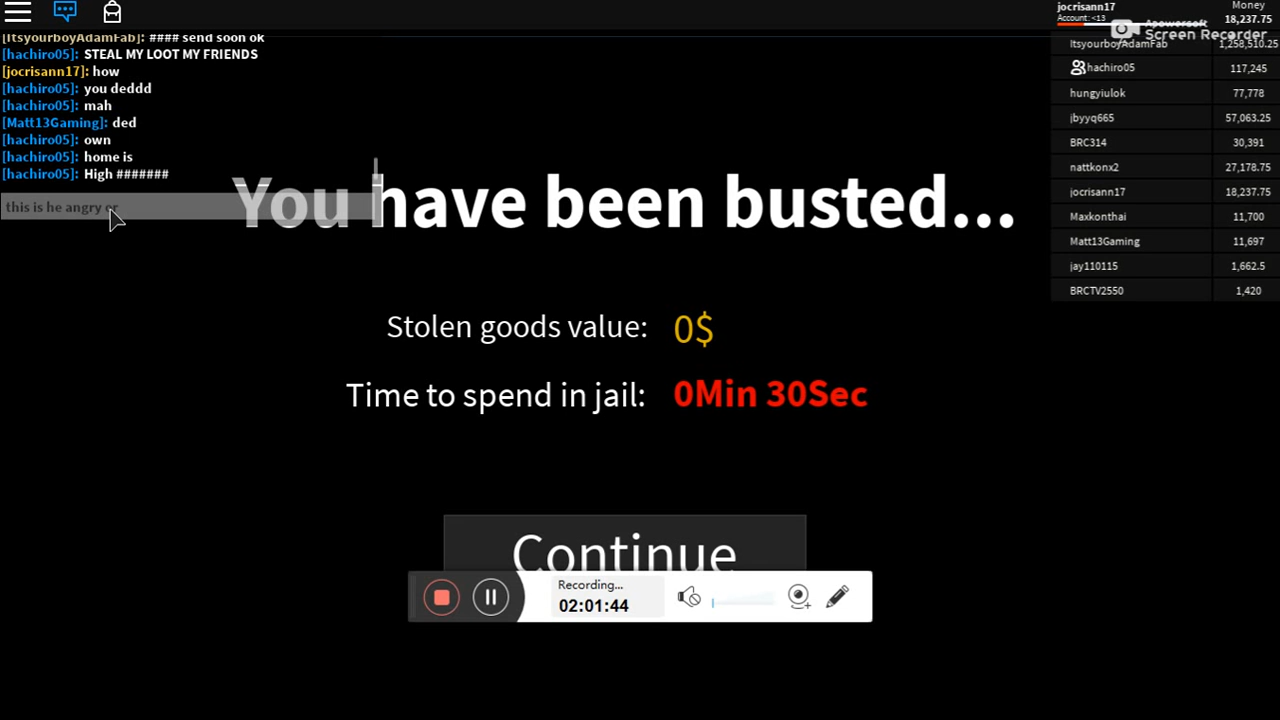 jocrisann17
Account: <13
Money
18,237.75
Apowersoft
Screen Recorder
[ItsyourboyAdamFab]: #### send soon ok
[hachiro05]: STEAL MY LOOT MY FRIENDS
[jocrisann17]: how
[hachiro05]: you deddd
[hachiro05]: mah
[Matt13Gaming]: ded
[hachiro05]: own
[hachiro05]: home is
[hachiro05]: High #######
this is he angry or
ItsyourboyAdamFab 1,258,510.25
hachiro05 117,245
hungyiulok 77,778
jbyyq665 57,063.25
BRC314 30,391
nattkonx2 27,178.75
jocrisann17 18,237.75
Maxkonthai 11,700
Matt13Gaming 11,697
jay110115 1,662.5
BRCTV2550 1,420
You have been busted...
Stolen goods value: 0$
Time to spend in jail: 0Min 30Sec
Continue
Recording...
02:01:44